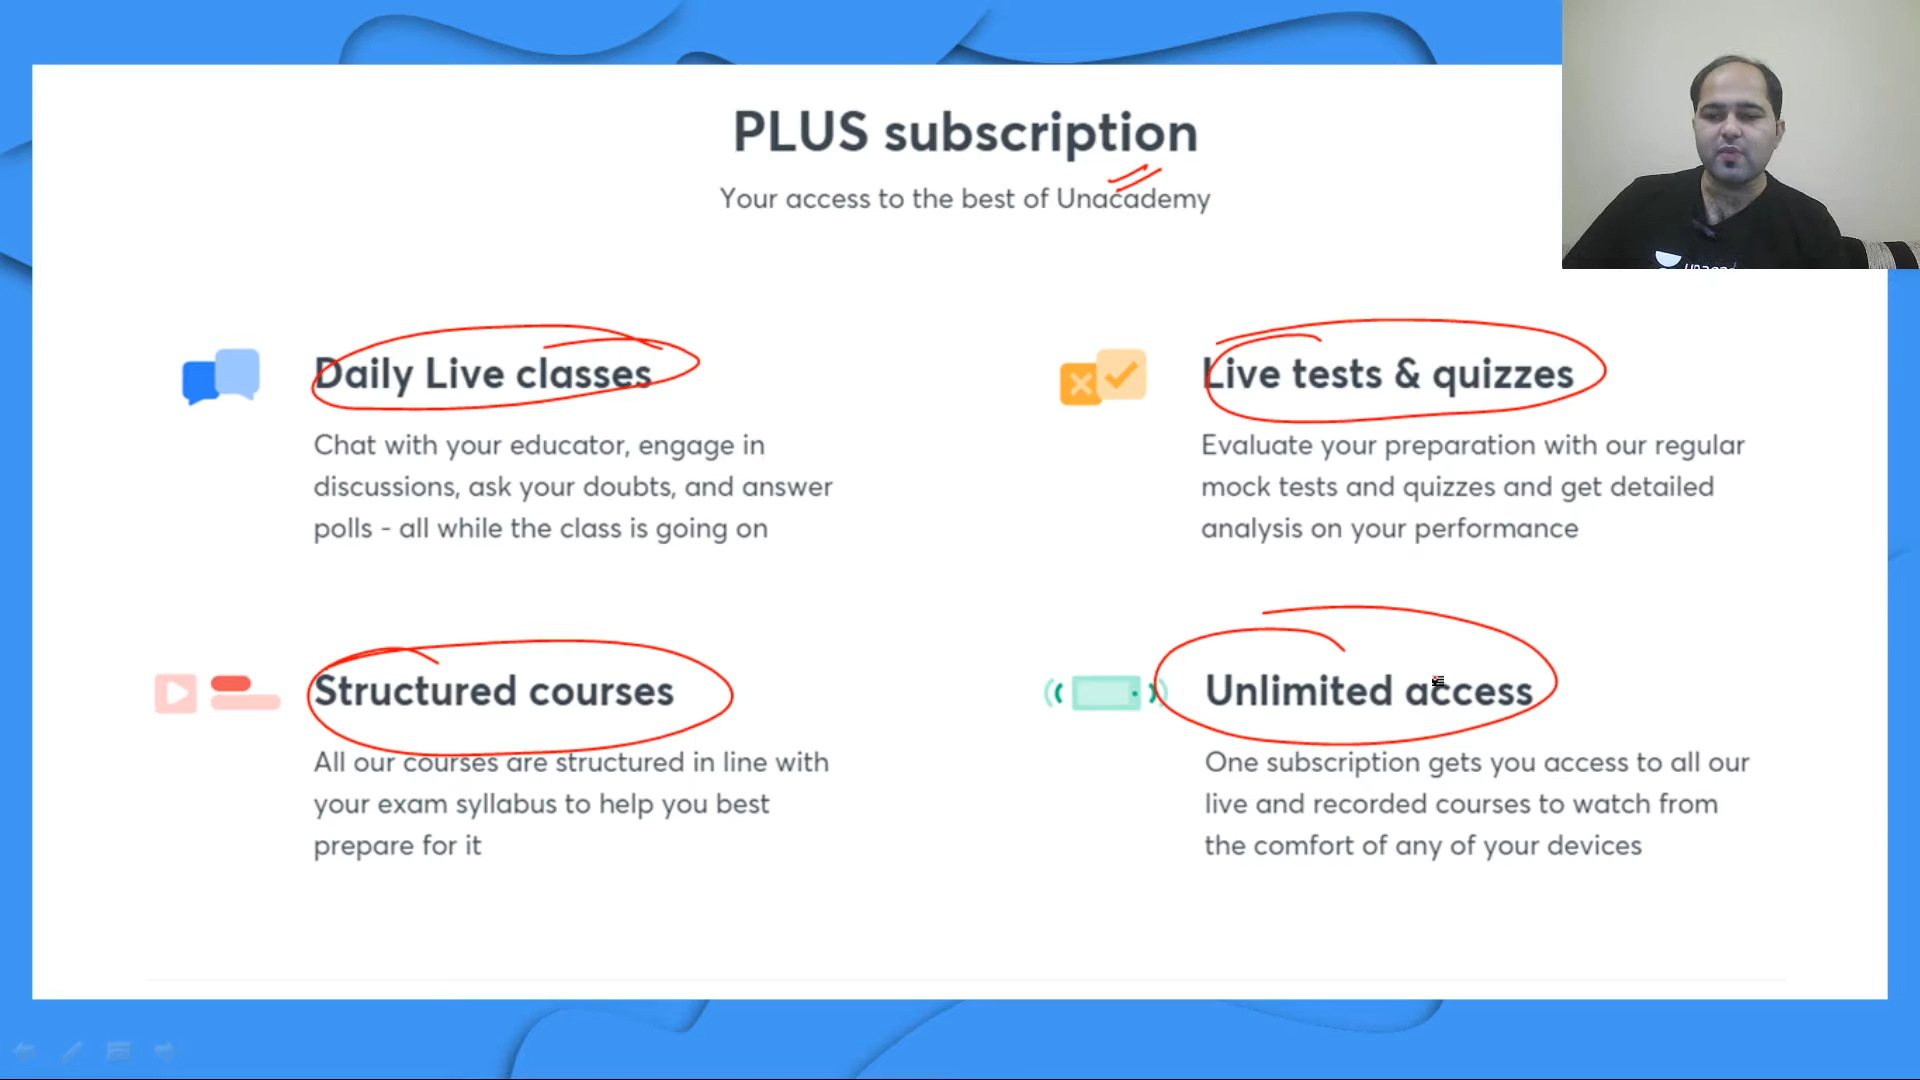 PLUS subscription
Your access to the best of Unacademy
Daily Live classes
Chat with your educator, engage in
discussions, ask your doubts, and answer
polls - all while the class is going on
Live tests & quizzes
Evaluate your preparation with our regular
mock tests and quizzes and get detailed
analysis on your performance
Structured courses
All our courses are structured in line with
your exam syllabus to help you best
prepare for it
Unlimited access
One subscription gets you access to all our
live and recorded courses to watch from
the comfort of any of your devices